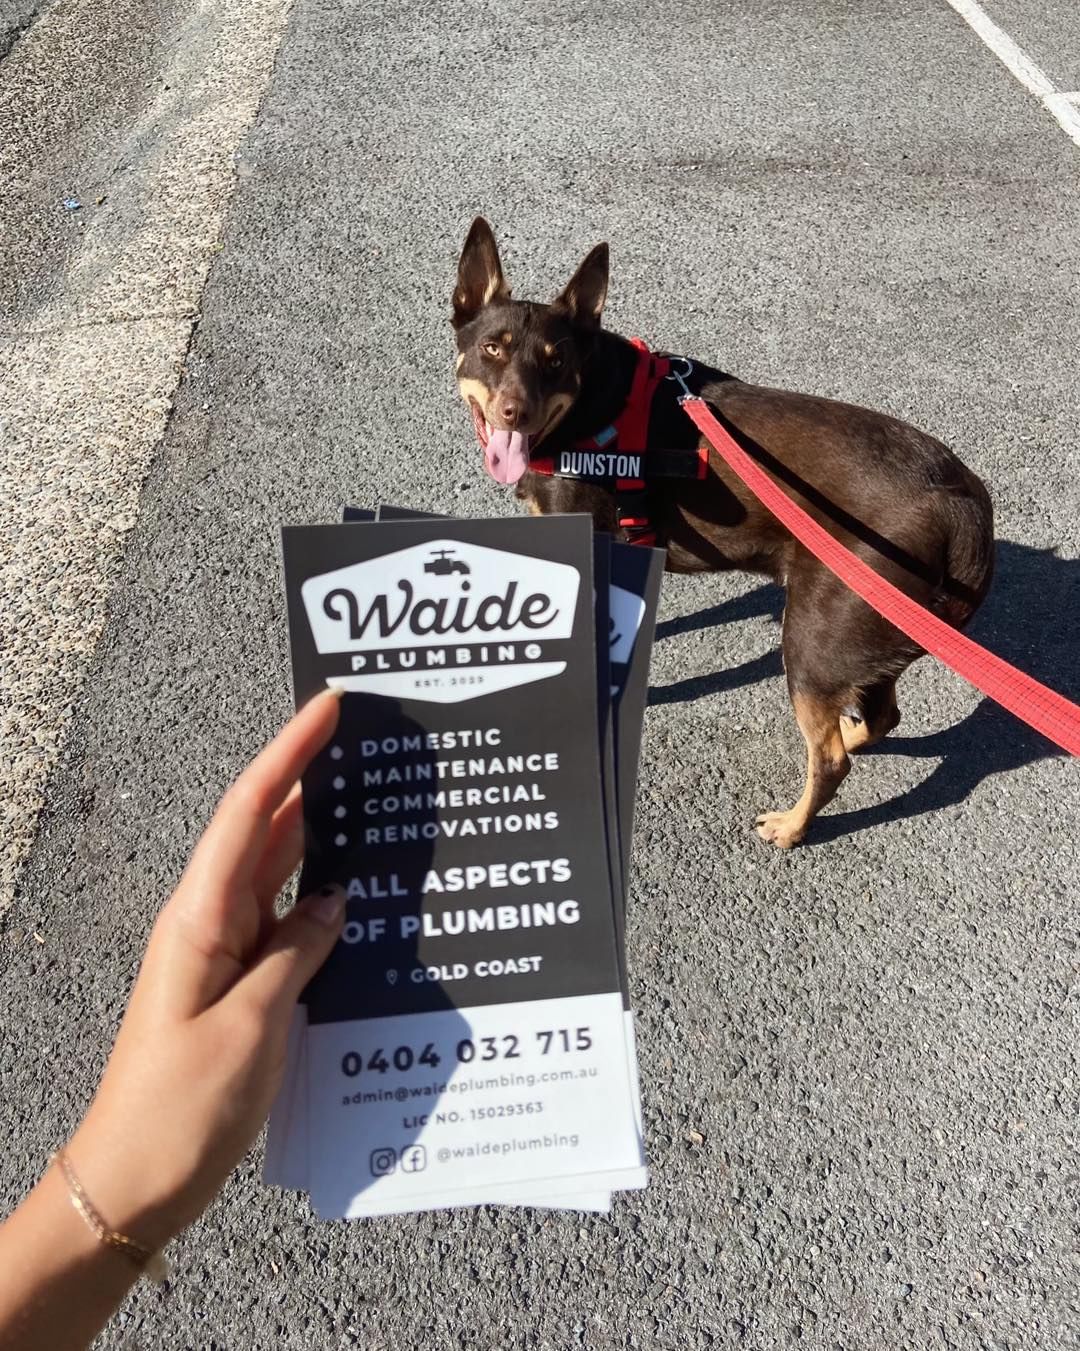 DUNSTON
Waide
PLUMBING
DOMESTIC
MAINTENANCE
COMMERCIAL
RENOVATIONS
ALL ASPECTS
OF PLUMBING
GOLD COAST
0404 032 715
admin@waideplumbing.com.au
LIC NO. 15029363
@waideplumbing